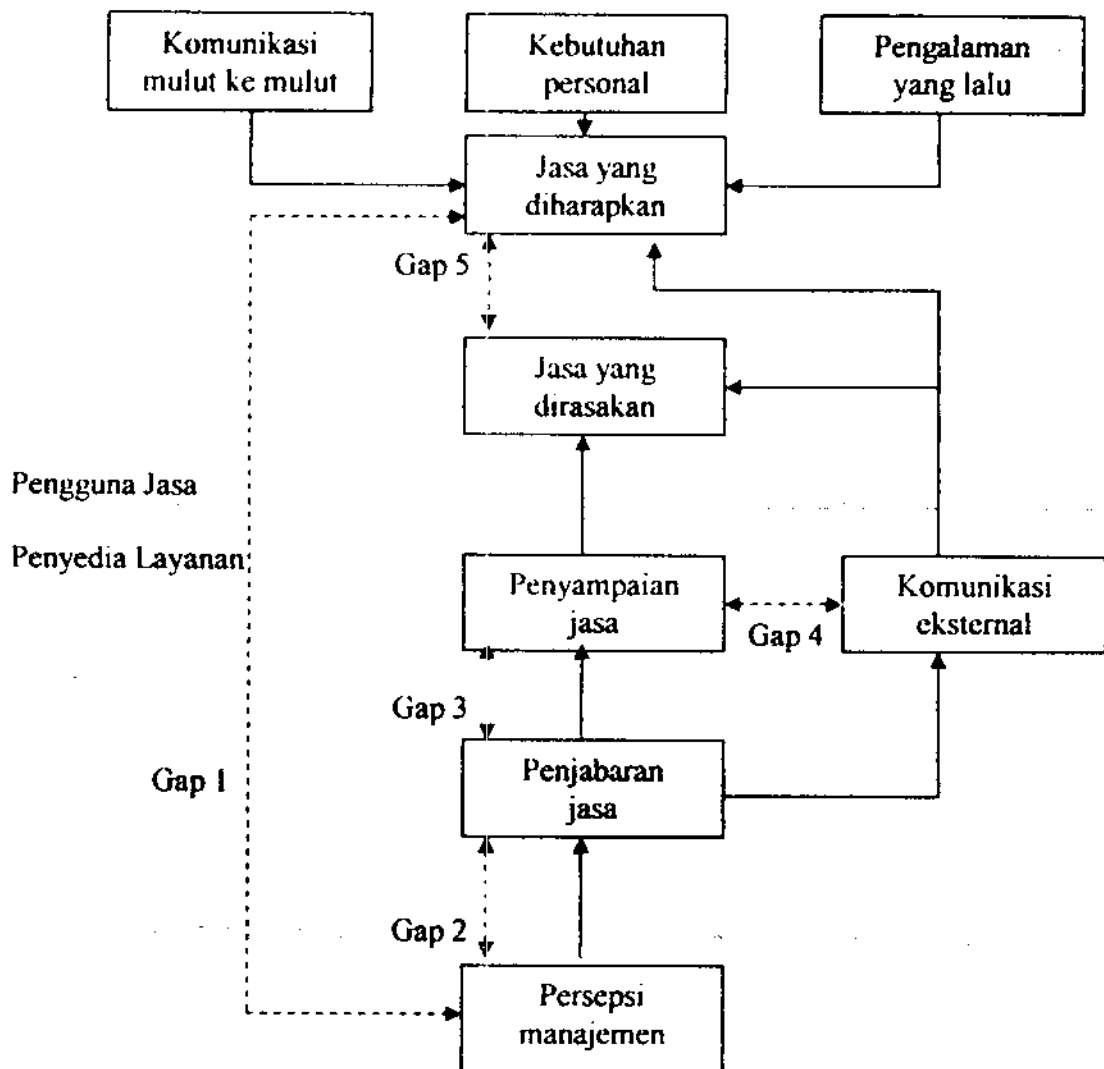 Komunikasi
mulut ke mulut
Kebutuhan
personal
Pengalaman
yang lalu
Jasa yang
diharapkan
Gap 5
Jasa yang
dirasakan
Pengguna Jasa
Penyedia Layanan
Penyampaian
jasa
Gap 4
Komunikasi
eksternal
Gap 3
Penjabaran
jasa
Gap 1
Gap 2
Persepsi
manajemen